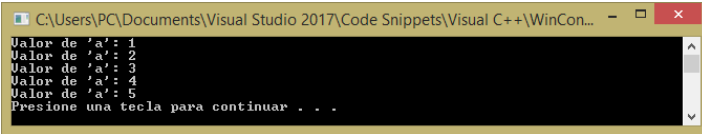 C:\Users\PC\Documents\Visual Studio 2017\Code Snippets\Visual C++\WinCon...
Valor de 'a': 1
Valor de 'a': 2
Valor de 'a': 3
Valor de 'a': 4
Valor de 'a': 5
Presione una tecla para continuar . . .